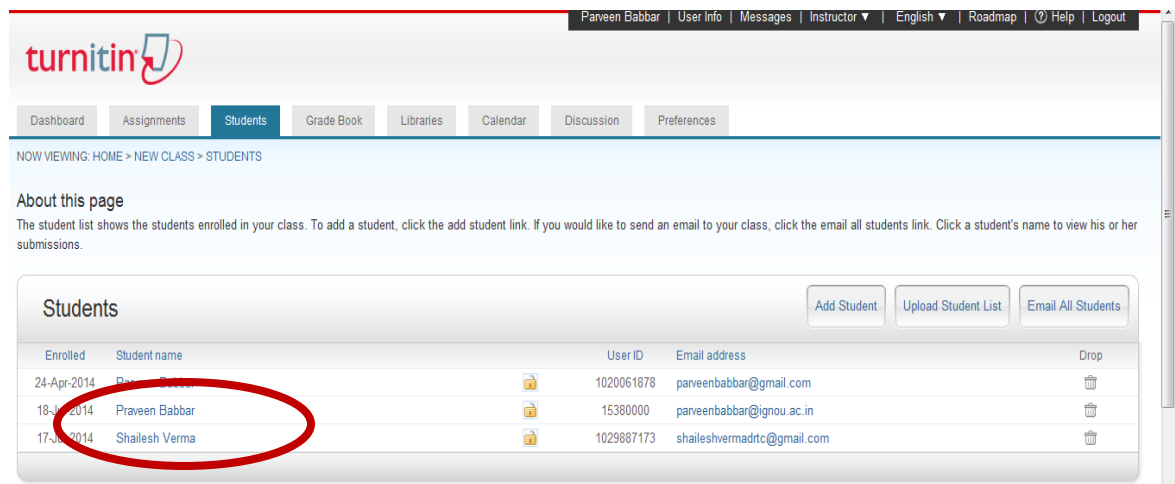 Parveen Babbar | User Info | Messages | Instructor ▼ | English ▼ | Roadmap | ? Help | Logout
turnitin
Dashboard Assignments Students Grade Book Libraries Calendar Discussion Preferences
NOW VIEWING: HOME > NEW CLASS > STUDENTS
About this page
The student list shows the students enrolled in your class. To add a student, click the add student link. If you would like to send an email to your class, click the email all students link. Click a student's name to view his or her
submissions.
Students Add Student Upload Student List Email All Students
Enrolled Student name User ID Email address Drop
24-Apr-2014 Babbar 1020061878 parveenbabbar@gmail.com
2014 Praveen Babbar 15380000 parveenbabbar@ignou.ac.in
2014 Shailesh Verma 1029887173 shaileshvermadrtc@gmail.com